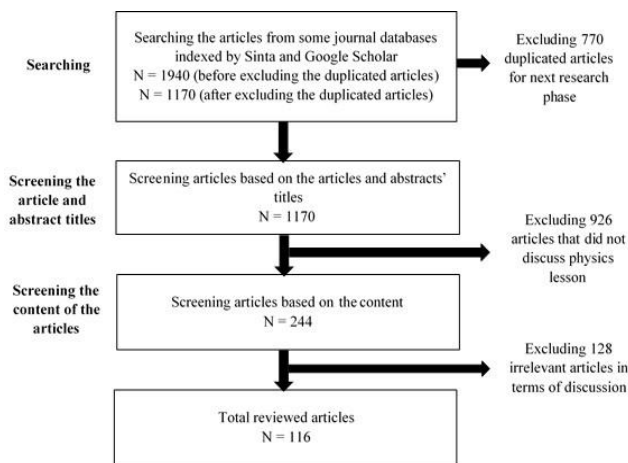 Searching the articles from some journal databases
indexed by Sinta and Google Scholar
N = 1940 (before excluding the duplicated articles)
N = 1170 (after excluding the duplicated articles)
Searching
Excluding 770
duplicated articles
for next research
phase
Screening the
article and
abstract titles
Screening articles based on the articles and abstracts'
titles
N = 1170
Excluding 926
articles that did not
discuss physics
lesson
Screening the
content of the
articles
Screening articles based on the content
N = 244
Excluding 128
irrelevant articles in
terms of discussion
Total reviewed articles
N = 116